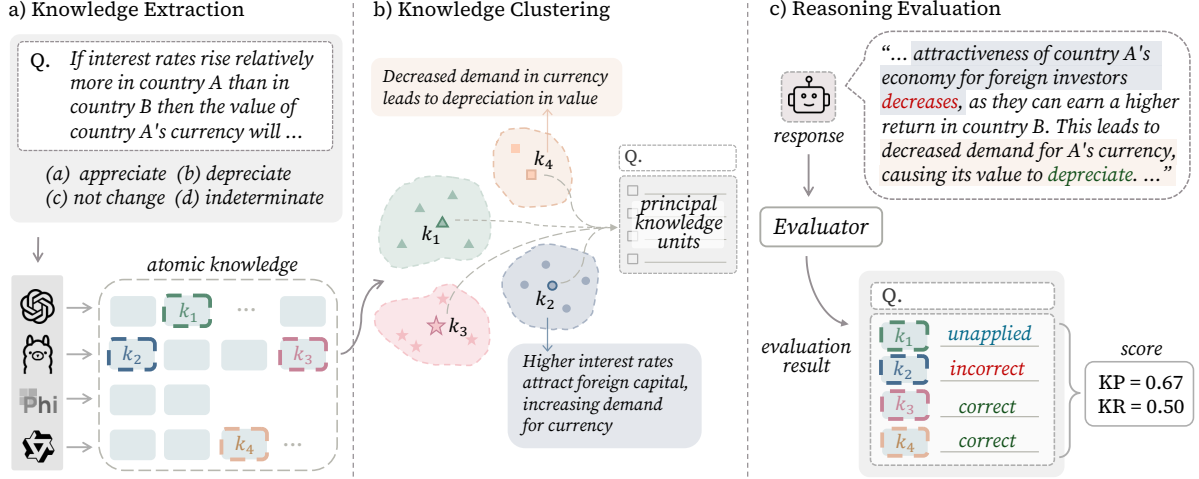 a) Knowledge Extraction
Q. If interest rates rise relatively
more in country A than in
country B then the value of
country A's currency will ...
(a) appreciate (b) depreciate
(c) not change (d) indeterminate
atomic knowledge
k₁
...
k₂
k₃
Phi
k₄
...
b) Knowledge Clustering
Decreased demand in currency
leads to depreciation in value
k₄
k₁
k₂
k₃
Q.
principal
knowledge
units
Higher interest rates
attract foreign capital,
increasing demand
for currency
c) Reasoning Evaluation
response
“... attractiveness of country A's
economy for foreign investors
decreases, as they can earn a higher
return in country B. This leads to
decreased demand for A's currency,
causing its value to depreciate. ...”
Evaluator
evaluation
result
Q.
k₁ unapplied
k₂ incorrect
k₃ correct
k₄ correct
score
KP = 0.67
KR = 0.50